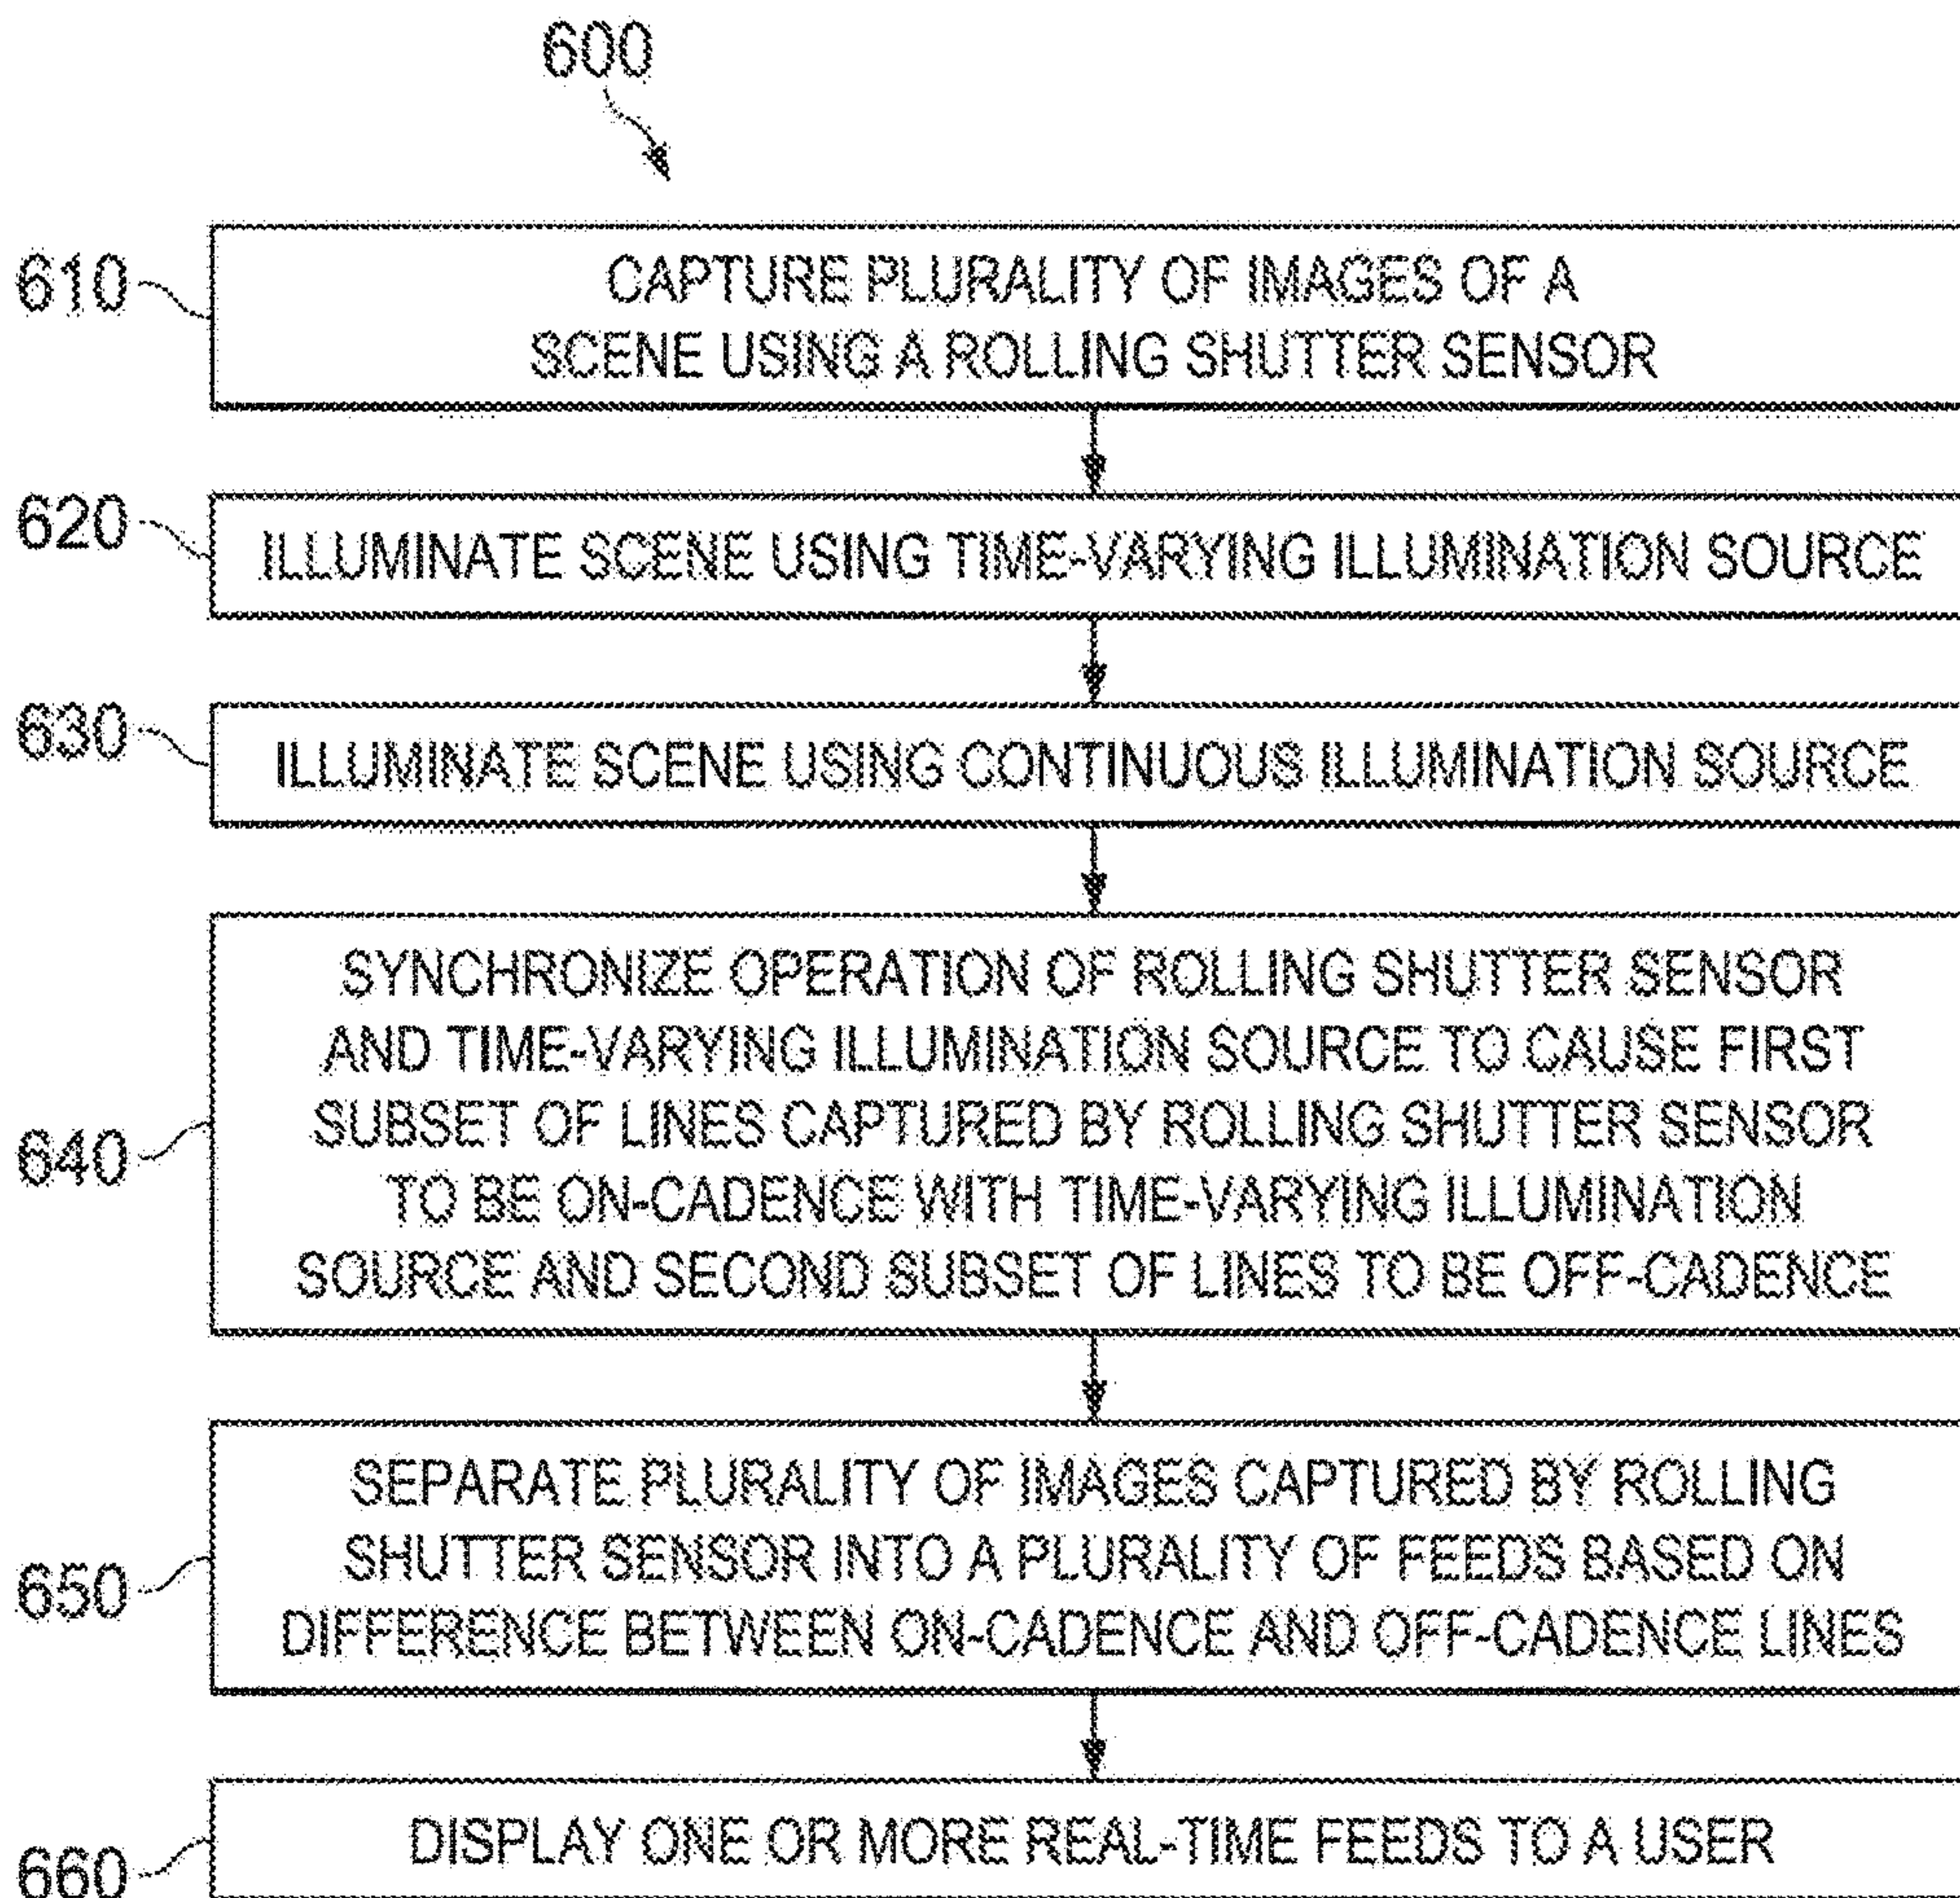 600
610
CAPTURE PLURALITY OF IMAGES OF A
SCENE USING A ROLLING SHUTTER SENSOR
620
ILLUMINATE SCENE USING TIME-VARYING ILLUMINATION SOURCE
630
ILLUMINATE SCENE USING CONTINUOUS ILLUMINATION SOURCE
640
SYNCHRONIZE OPERATION OF ROLLING SHUTTER SENSOR
AND TIME-VARYING ILLUMINATION SOURCE TO CAUSE FIRST
SUBSET OF LINES CAPTURED BY ROLLING SHUTTER SENSOR
TO BE ON-CADENCE WITH TIME-VARYING ILLUMINATION
SOURCE AND SECOND SUBSET OF LINES TO BE OFF-CADENCE
650
SEPARATE PLURALITY OF IMAGES CAPTURED BY ROLLING
SHUTTER SENSOR INTO A PLURALITY OF FEEDS BASED ON
DIFFERENCE BETWEEN ON-CADENCE AND OFF-CADENCE LINES
660
DISPLAY ONE OR MORE REAL-TIME FEEDS TO A USER